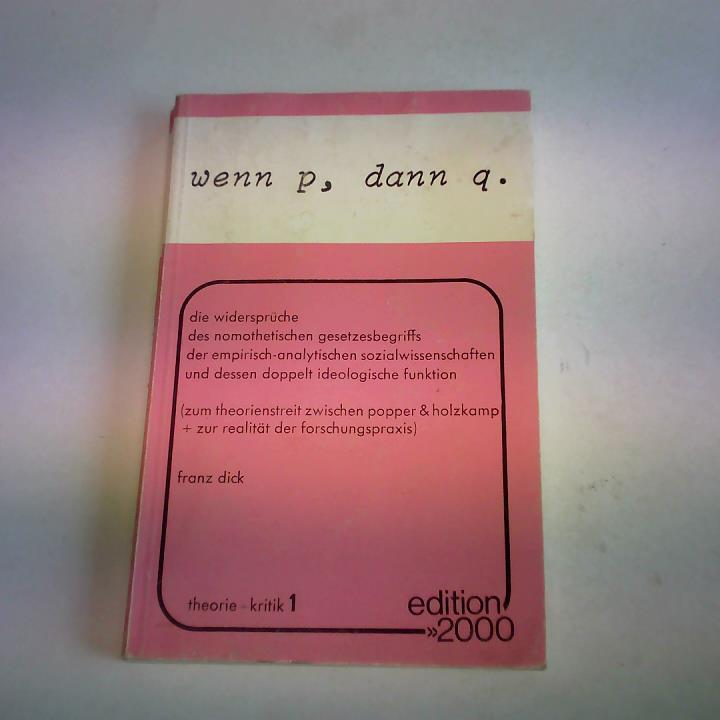 wenn p, dann q.
die widersprüche
des nomothetischen gesetzesbegriffs
der empirisch-analytischen sozialwissenschaften
und dessen doppelt ideologische funktion
(zum theorienstreit zwischen popper & holzkamp
+ zur realität der forschungspraxis)
franz dick
theorie + kritik 1
edition
»2000